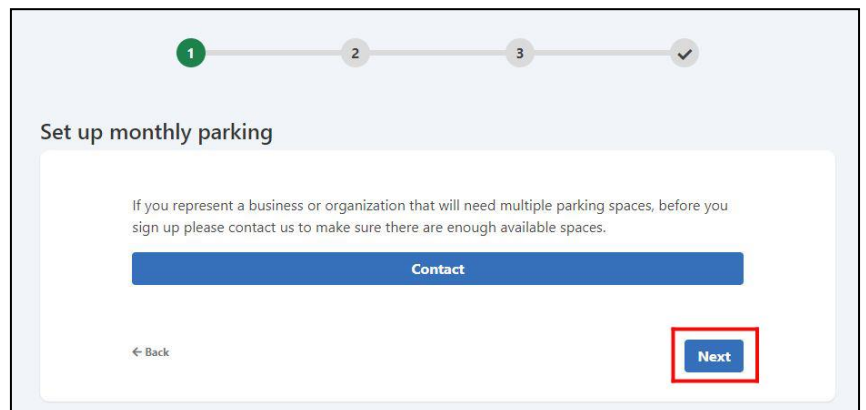 1 2 3
Set up monthly parking
If you represent a business or organization that will need multiple parking spaces, before you
sign up please contact us to make sure there are enough available spaces.
Contact
← Back
Next